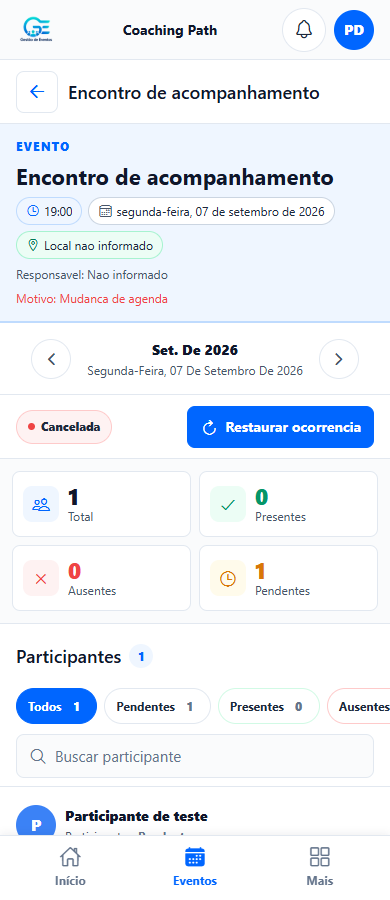 Gestão de Eventos
Coaching Path
PD
Encontro de acompanhamento
EVENTO
Encontro de acompanhamento
19:00
segunda-feira, 07 de setembro de 2026
Local nao informado
Responsavel: Nao informado
Motivo: Mudanca de agenda
Set. De 2026
Segunda-Feira, 07 De Setembro De 2026
Cancelada
Restaurar ocorrencia
1
Total
0
Presentes
0
Ausentes
1
Pendentes
Participantes 1
Todos 1
Pendentes 1
Presentes 0
Ausentes
Buscar participante
P
Participante de teste
Início
Eventos
Mais